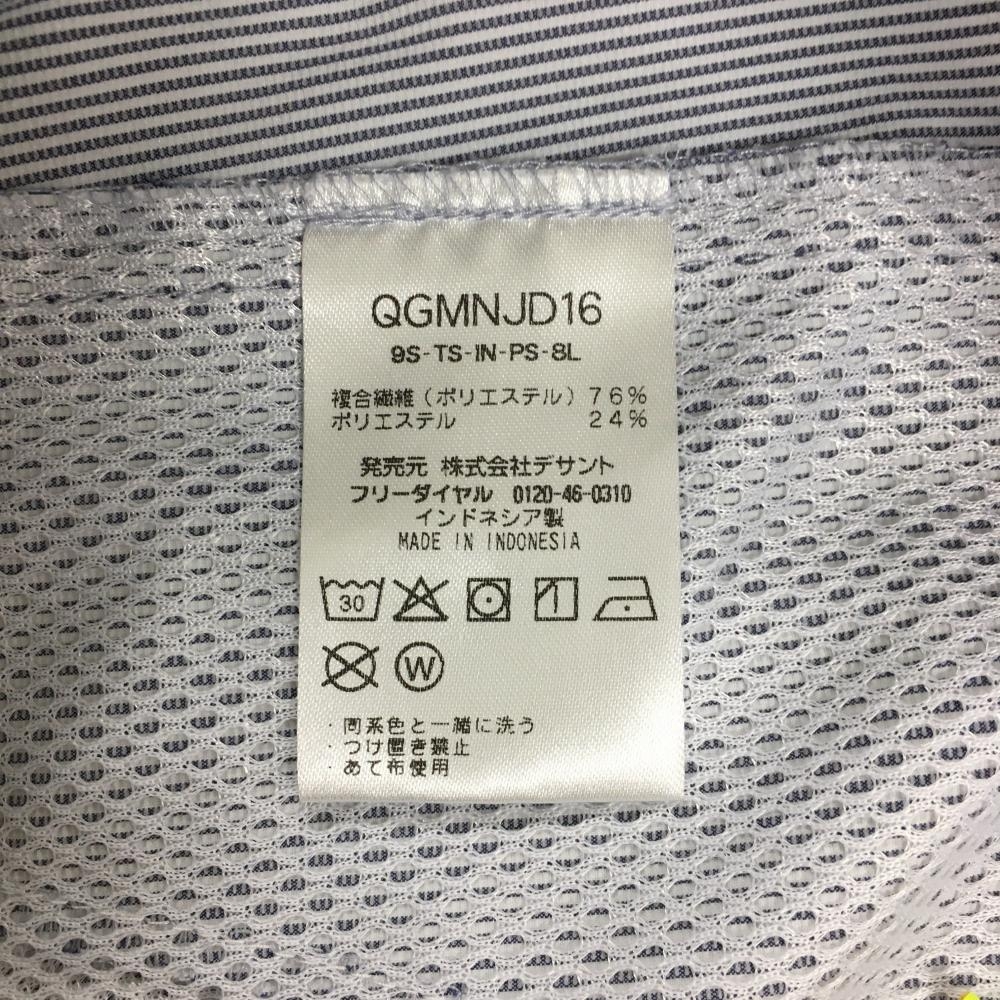 QGMNJD16
9S-TS-IN-PS-8L
複合繊維（ポリエステル）76%
ポリエステル 24%
発売元 株式会社デサント
フリーダイヤル 0120-46-0310
インドネシア製
MADE IN INDONESIA
30
W
・同系色と一緒に洗う
・つけ置き禁止
・あて布使用